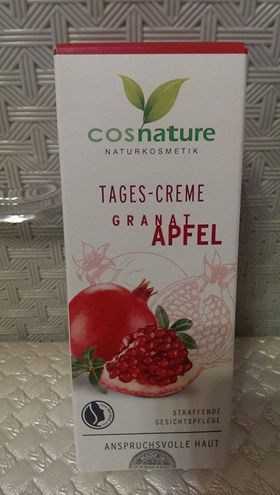 cosnature
NATURKOSMETIK
TAGES-CREME
GRANAT
APFEL
STRAFFENDE
GESICHTSPFLEGE
ANSPRUCHSVOLLE HAUT